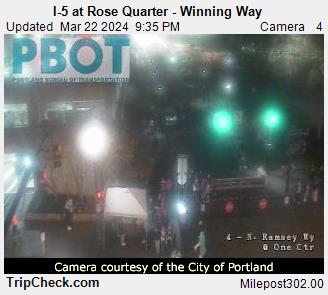 I-5 at Rose Quarter - Winning Way
Updated Mar 22 2024 9:35 PM Camera 4
PBOT
PORTLAND BUREAU OF TRANSPORTATION
4 - N. Ramsey Wy
@ One Ctr
Camera courtesy of the City of Portland
TripCheck.com Milepost302.00